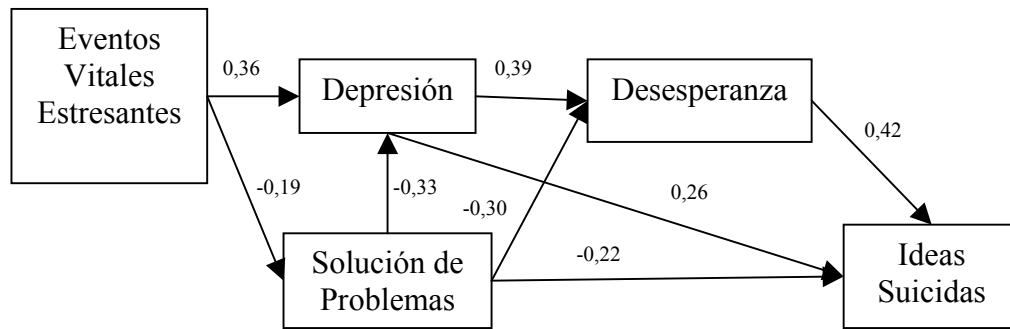 Eventos
Vitales
Estresantes
0,36
Depresión
0,39
Desesperanza
0,42
-0,19
-0,33
-0,30
0,26
Solución de
Problemas
-0,22
Ideas
Suicidas